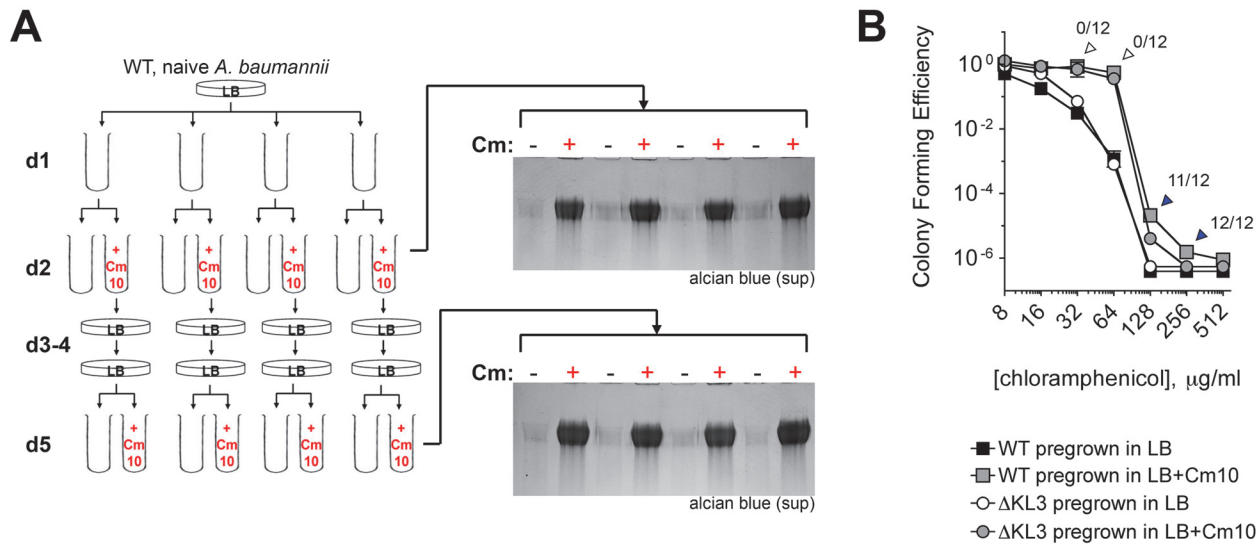 A
WT, naive A. baumannii
LB
d1
d2
+ + + +
Cm Cm Cm Cm
10 10 10 10
d3-4
LB LB LB LB
LB LB LB LB
d5
+ + + +
Cm Cm Cm Cm
10 10 10 10
Cm: - + - + - + - +
alcian blue (sup)
Cm: - + - + - + - +
alcian blue (sup)
B
0/12
0/12
11/12
12/12
Colony Forming Efficiency
10^0
10^-2
10^-4
10^-6
8 16 32 64 128 256 512
[chloramphenicol], μg/ml
WT pregrown in LB
WT pregrown in LB+Cm10
ΔKL3 pregrown in LB
ΔKL3 pregrown in LB+Cm10